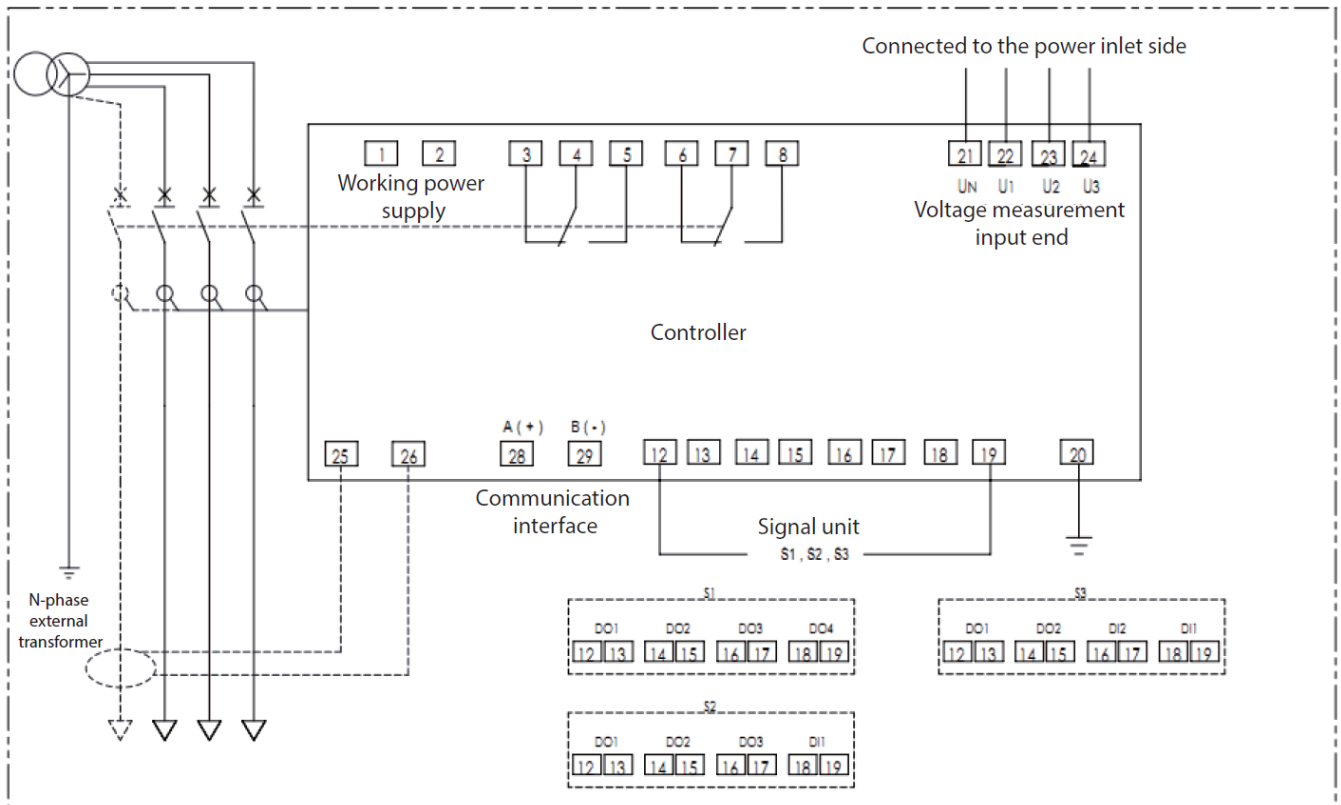 Connected to the power inlet side
1 2 3 4 5 6 7 8 21 22 23 24
UN U1 U2 U3
Working power
supply
Voltage measurement
input end
Controller
A(+) B(-)
25 26 28 29 12 13 14 15 16 17 18 19 20
Communication
interface
Signal unit
S1, S2, S3
N-phase
external
transformer
S1
DO1 DO2 DO3 DO4
12 13 14 15 16 17 18 19
S3
DO1 DO2 DI2 DI1
12 13 14 15 16 17 18 19
S2
DO1 DO2 DO3 DI1
12 13 14 15 16 17 18 19